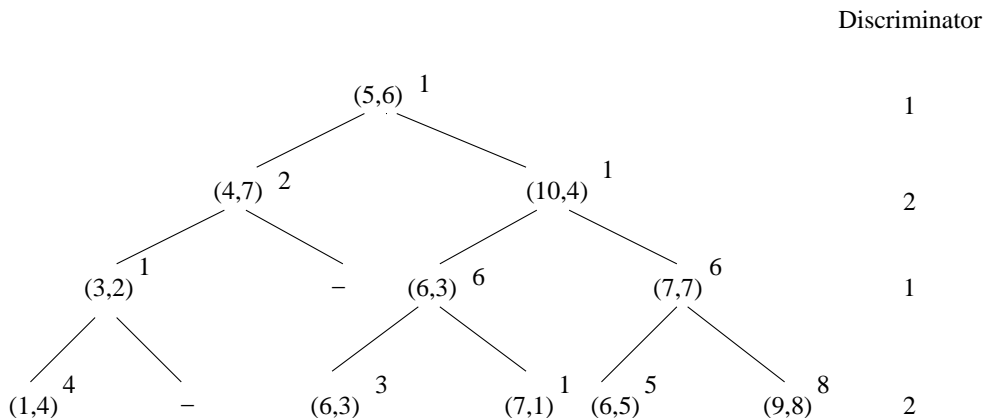 Discriminator
(5,6) 1 1
(4,7) 2 (10,4) 1 2
(3,2) 1 – (6,3) 6 (7,7) 6 1
(1,4) 4 – (6,3) 3 (7,1) 1 (6,5) 5 (9,8) 8 2